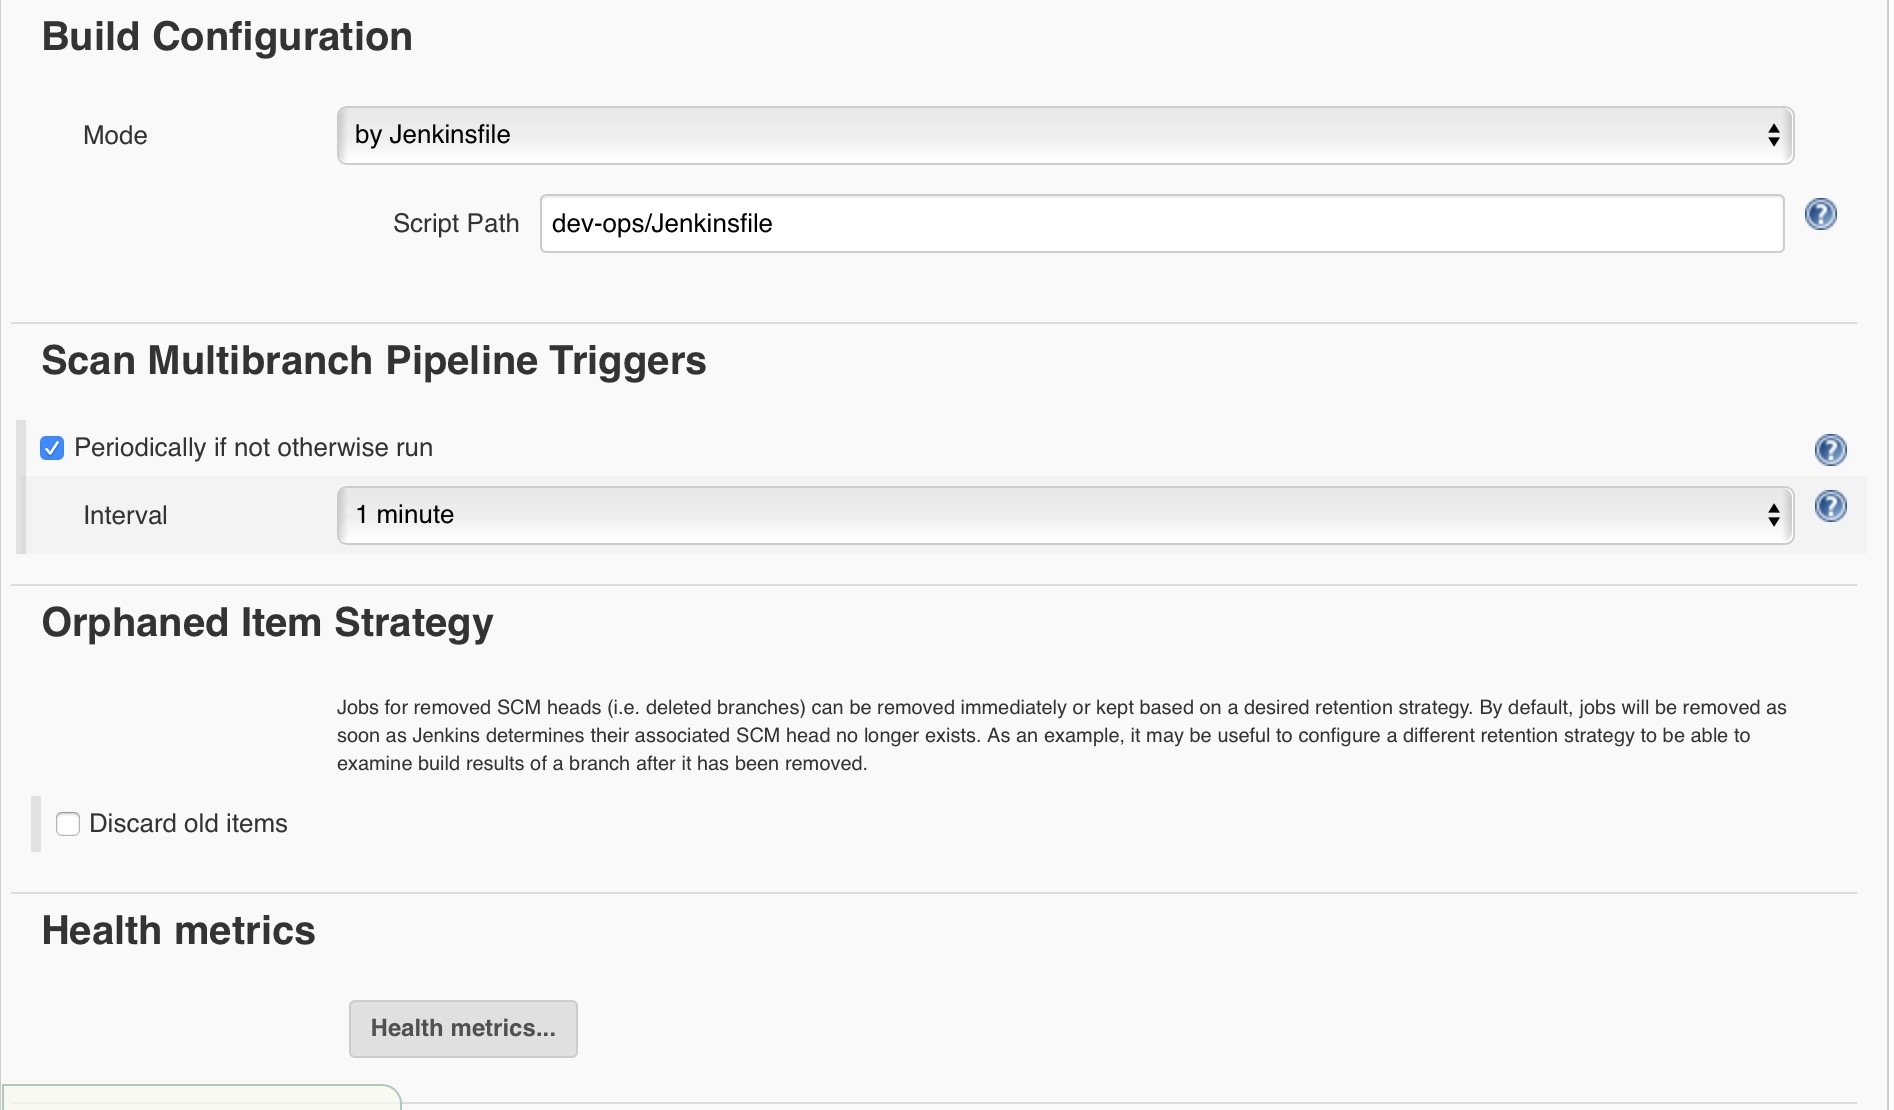 Build Configuration
Mode
by Jenkinsfile
Script Path
dev-ops/Jenkinsfile
Scan Multibranch Pipeline Triggers
Periodically if not otherwise run
Interval
1 minute
Orphaned Item Strategy
Jobs for removed SCM heads (i.e. deleted branches) can be removed immediately or kept based on a desired retention strategy. By default, jobs will be removed as
soon as Jenkins determines their associated SCM head no longer exists. As an example, it may be useful to configure a different retention strategy to be able to
examine build results of a branch after it has been removed.
Discard old items
Health metrics
Health metrics...